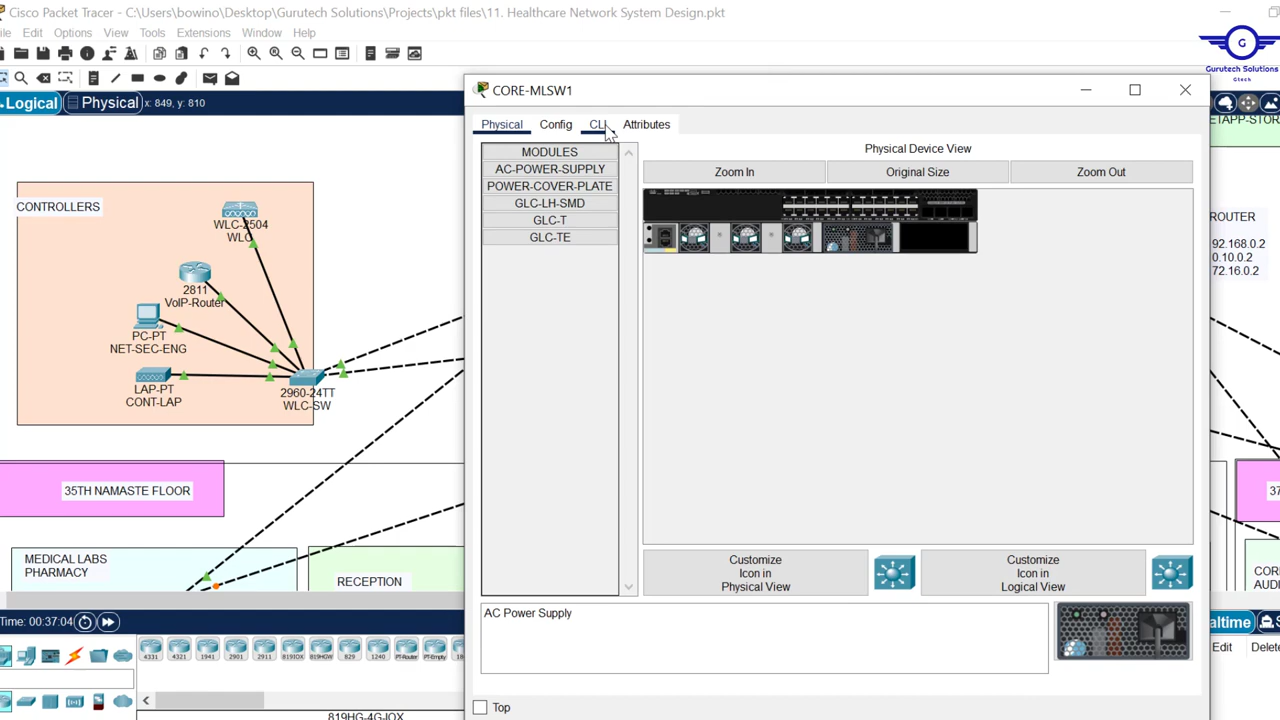 Cisco Packet Tracer - C:\Users\bowino\Desktop\Gurutech Solutions\Projects\pkt files\11. Healthcare Network System Design.pkt
Edit Options View Tools Extensions Window Help
G
Gurutech Solutions
Gtech
Logical Physical x: 849, y: 810
CORE-MLSW1
Physical Config CLI Attributes
MODULES
AC-POWER-SUPPLY
POWER-COVER-PLATE
GLC-LH-SMD
GLC-T
GLC-TE
Physical Device View
Zoom In Original Size Zoom Out
Customize
Icon in
Physical View
Customize
Icon in
Logical View
AC Power Supply
Top
CONTROLLERS
WLC-2504
WLC
2811
VoIP-Router
PC-PT
NET-SEC-ENG
LAP-PT
CONT-LAP
2960-24TT
WLC-SW
35TH NAMASTE FLOOR
MEDICAL LABS
PHARMACY
RECEPTION
ROUTER
92.168.0.2
0.10.0.2
72.16.0.2
37
COR
AUDI
Time: 00:37:04
ealtime
Edit Delete
4331 4321 1941 2901 2911 819IOX 819HGW 829 1240 PT-Router PT-Empty
819HG-4G-IOX